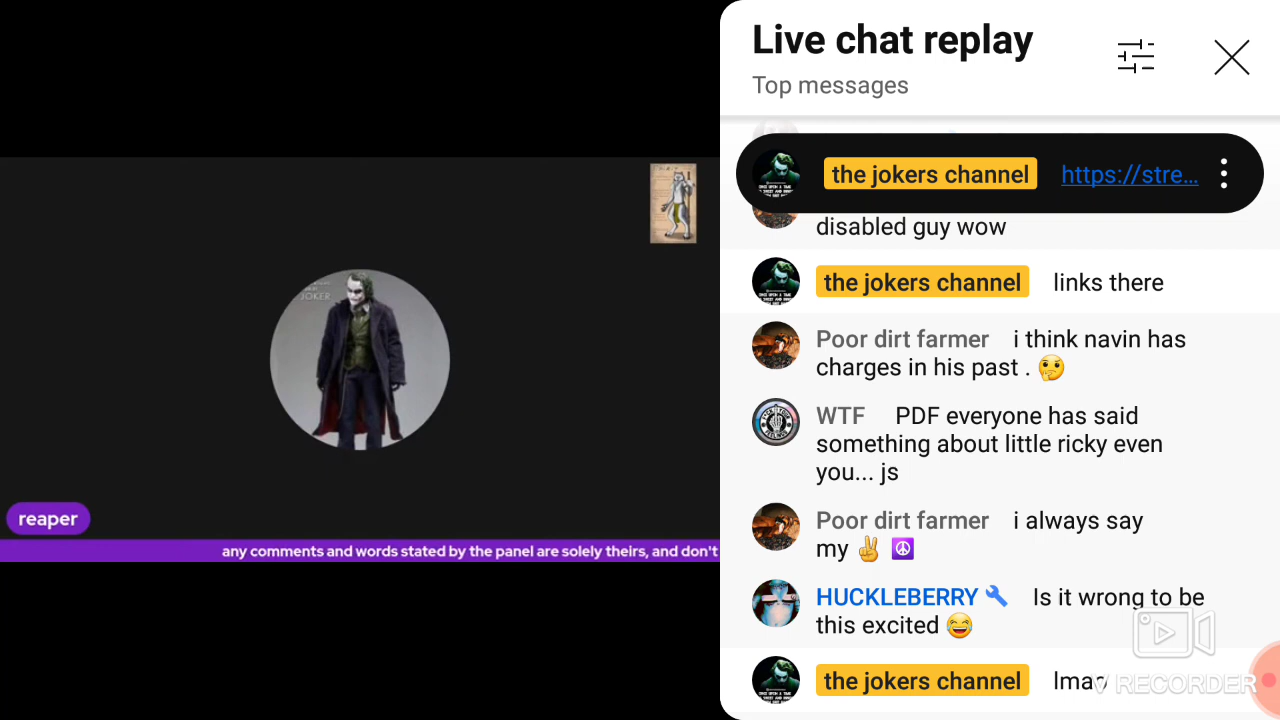 Live chat replay
Top messages
the jokers channel https://stre...
disabled guy wow
the jokers channel links there
Poor dirt farmer i think navin has
charges in his past . 🤔
WTF PDF everyone has said
something about little ricky even
you... js
Poor dirt farmer i always say
my ✌️ ☮️
HUCKLEBERRY Is it wrong to be
this excited 😂
the jokers channel lmao
JOKER
reaper
any comments and words stated by the panel are solely theirs, and don't
V RECORDER